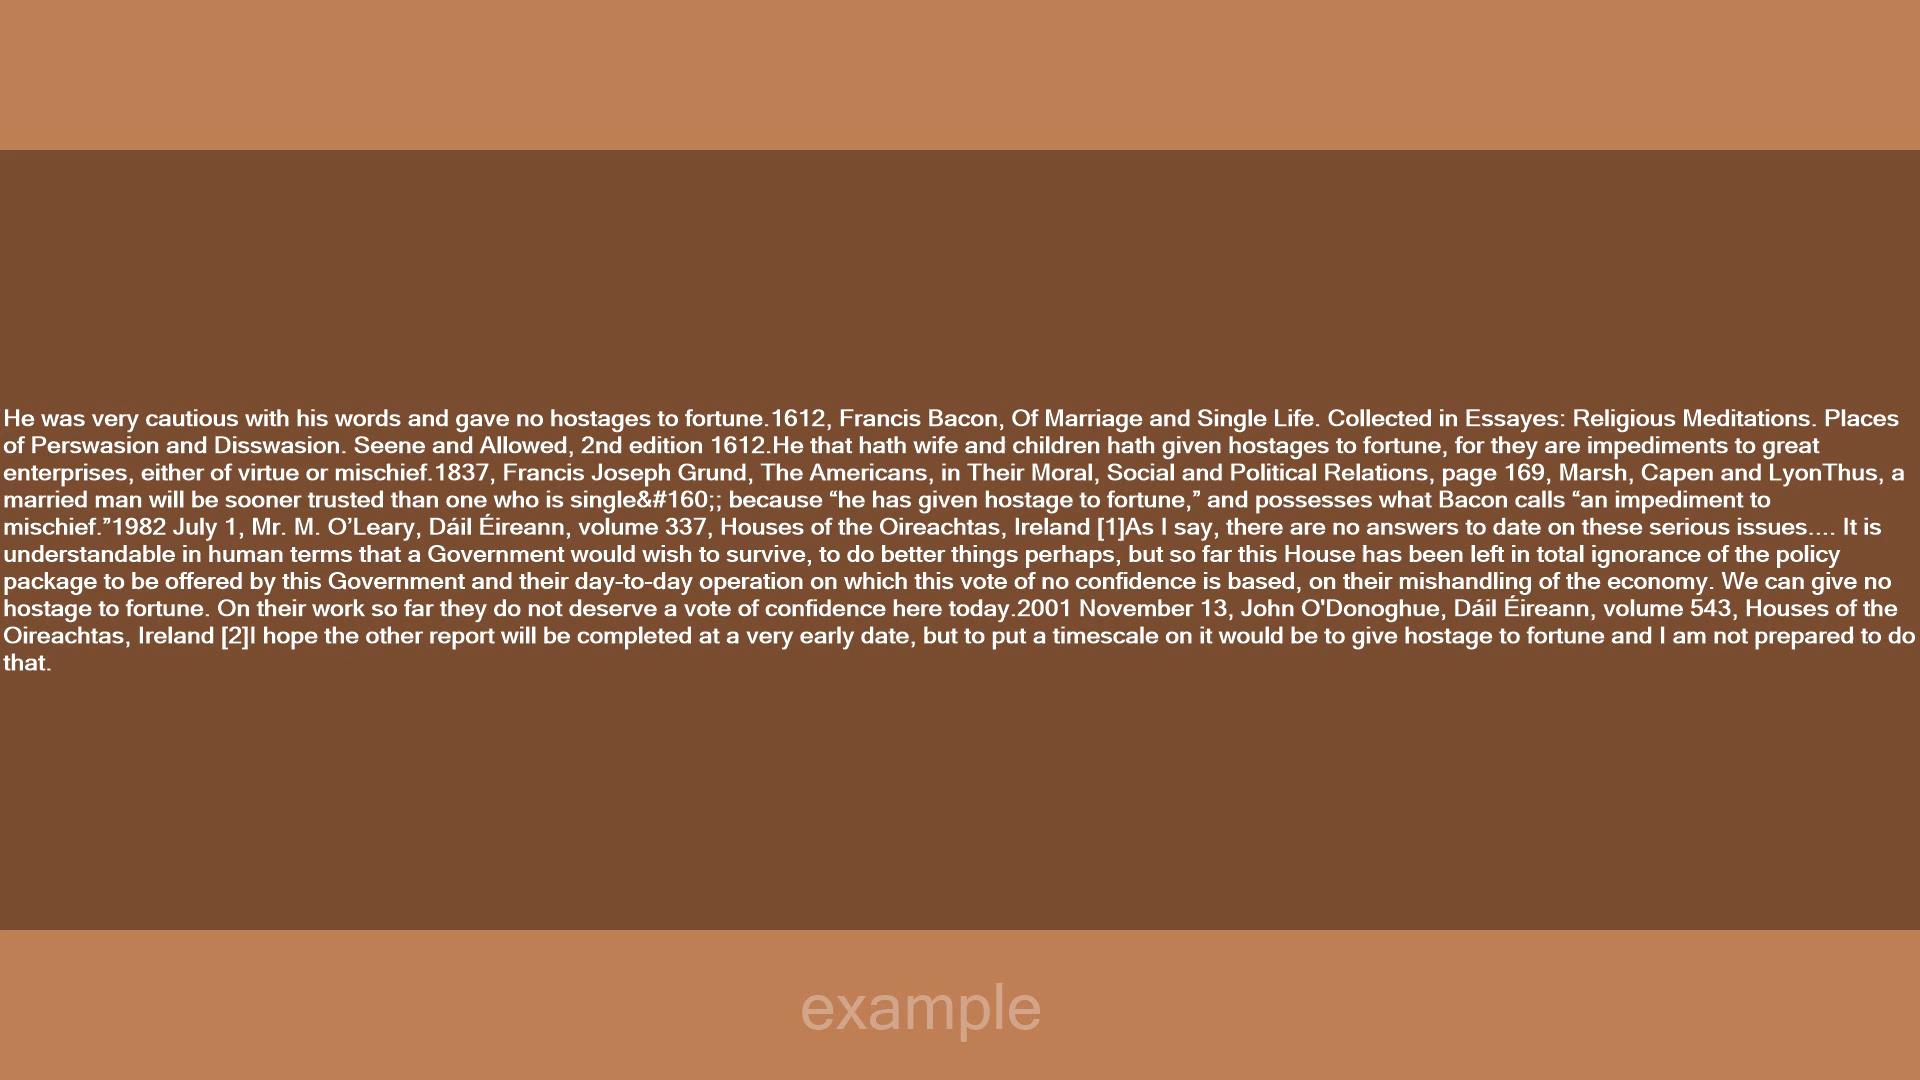 He was very cautious with his words and gave no hostages to fortune.1612, Francis Bacon, Of Marriage and Single Life. Collected in Essayes: Religious Meditations. Places
of Perswasion and Disswasion. Seene and Allowed, 2nd edition 1612.He that hath wife and children hath given hostages to fortune, for they are impediments to great
enterprises, either of virtue or mischief.1837, Francis Joseph Grund, The Americans, in Their Moral, Social and Political Relations, page 169, Marsh, Capen and LyonThus, a
married man will be sooner trusted than one who is single&#160;; because “he has given hostage to fortune,” and possesses what Bacon calls “an impediment to
mischief.”1982 July 1, Mr. M. O’Leary, Dáil Éireann, volume 337, Houses of the Oireachtas, Ireland [1]As I say, there are no answers to date on these serious issues.... It is
understandable in human terms that a Government would wish to survive, to do better things perhaps, but so far this House has been left in total ignorance of the policy
package to be offered by this Government and their day-to-day operation on which this vote of no confidence is based, on their mishandling of the economy. We can give no
hostage to fortune. On their work so far they do not deserve a vote of confidence here today.2001 November 13, John O'Donoghue, Dáil Éireann, volume 543, Houses of the
Oireachtas, Ireland [2]I hope the other report will be completed at a very early date, but to put a timescale on it would be to give hostage to fortune and I am not prepared to do
that.
example